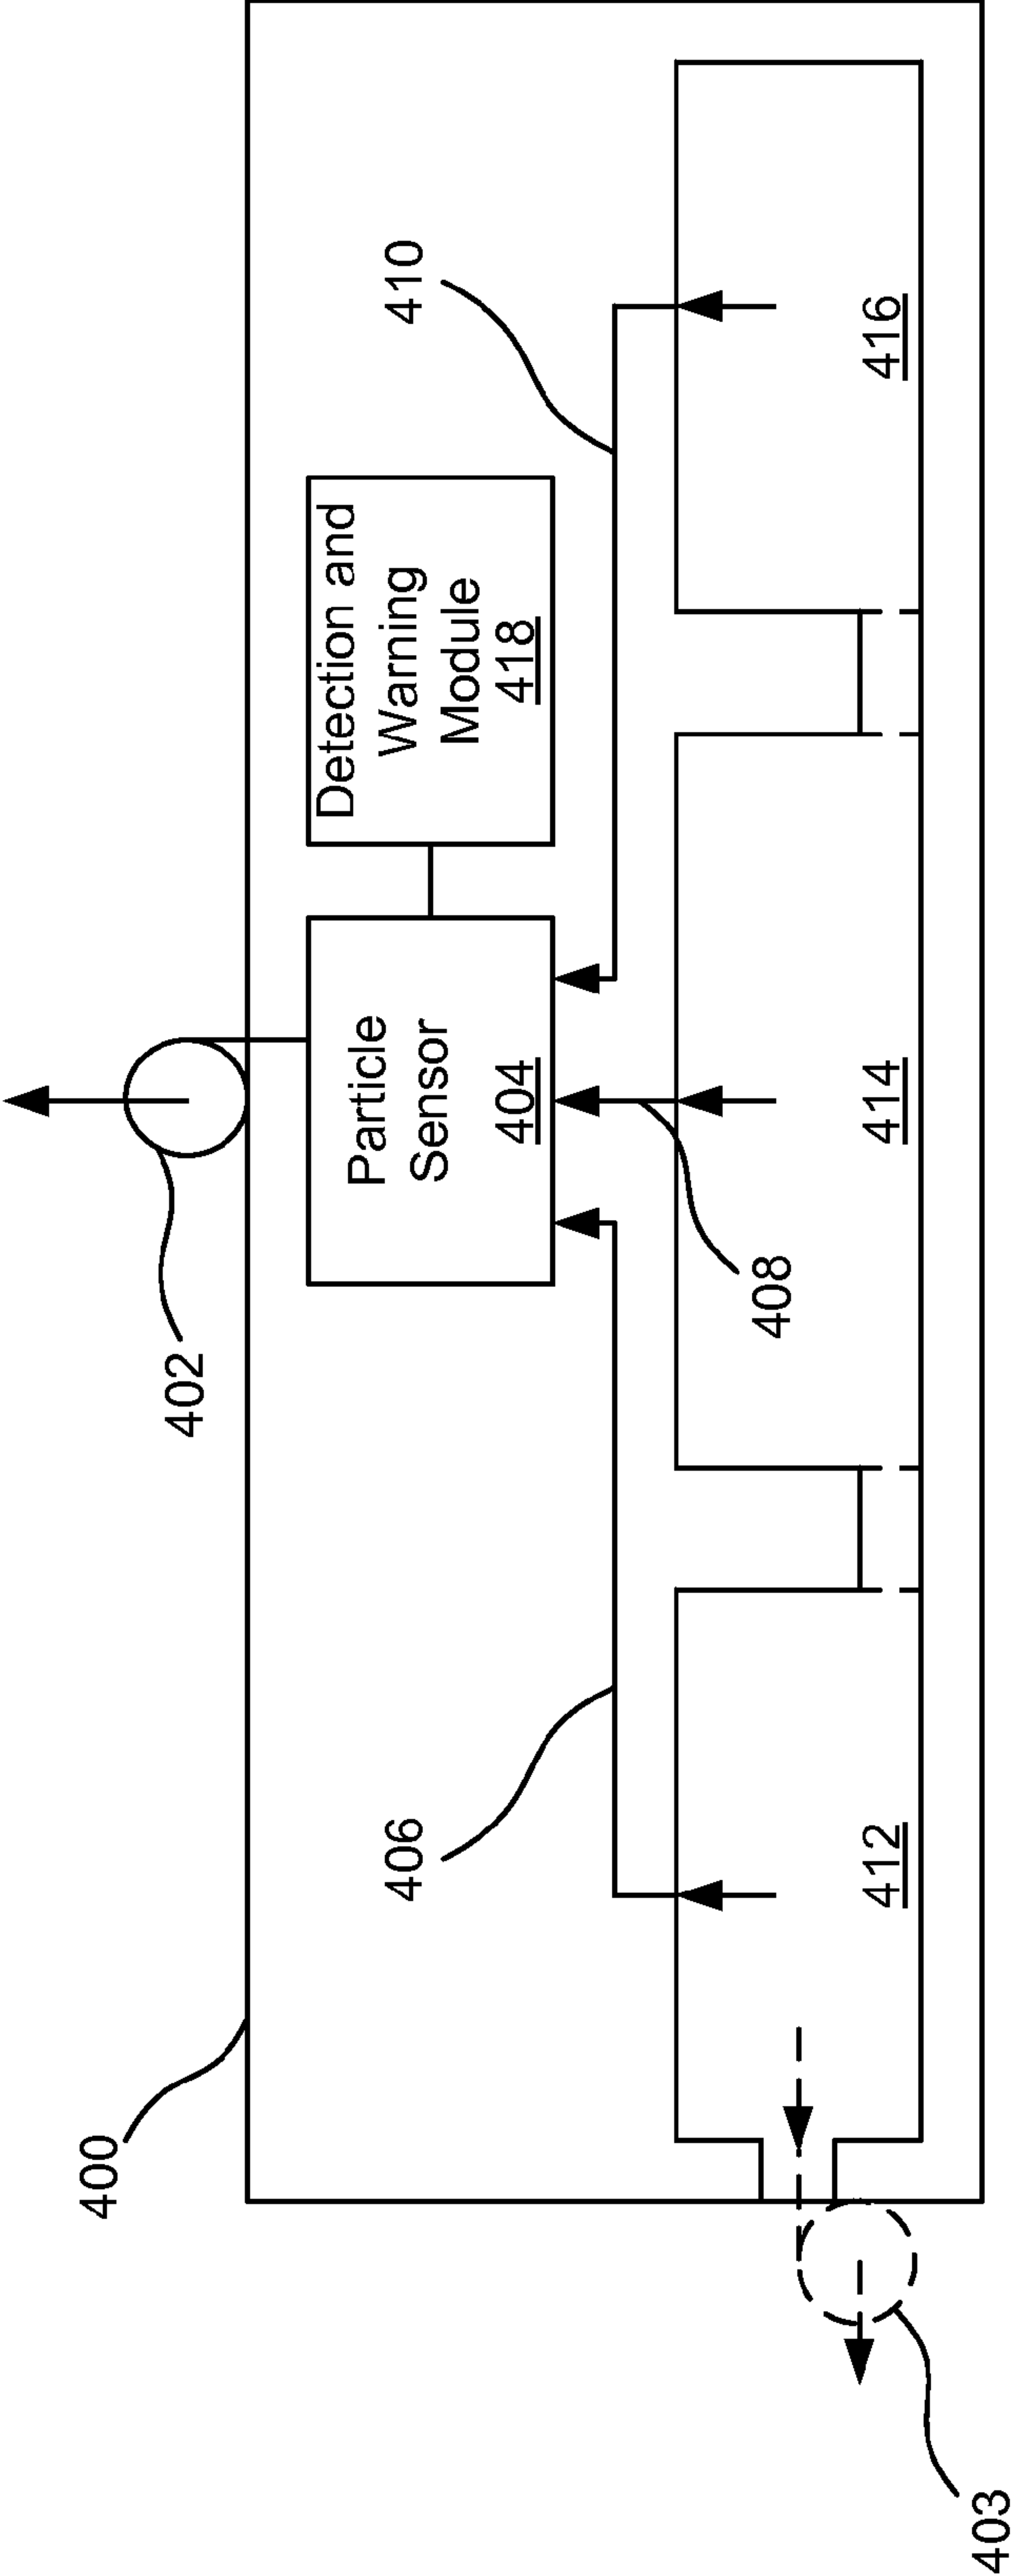 400
402
406
410
Particle
Sensor
404
Detection and
Warning
Module
418
408
403
412
414
416